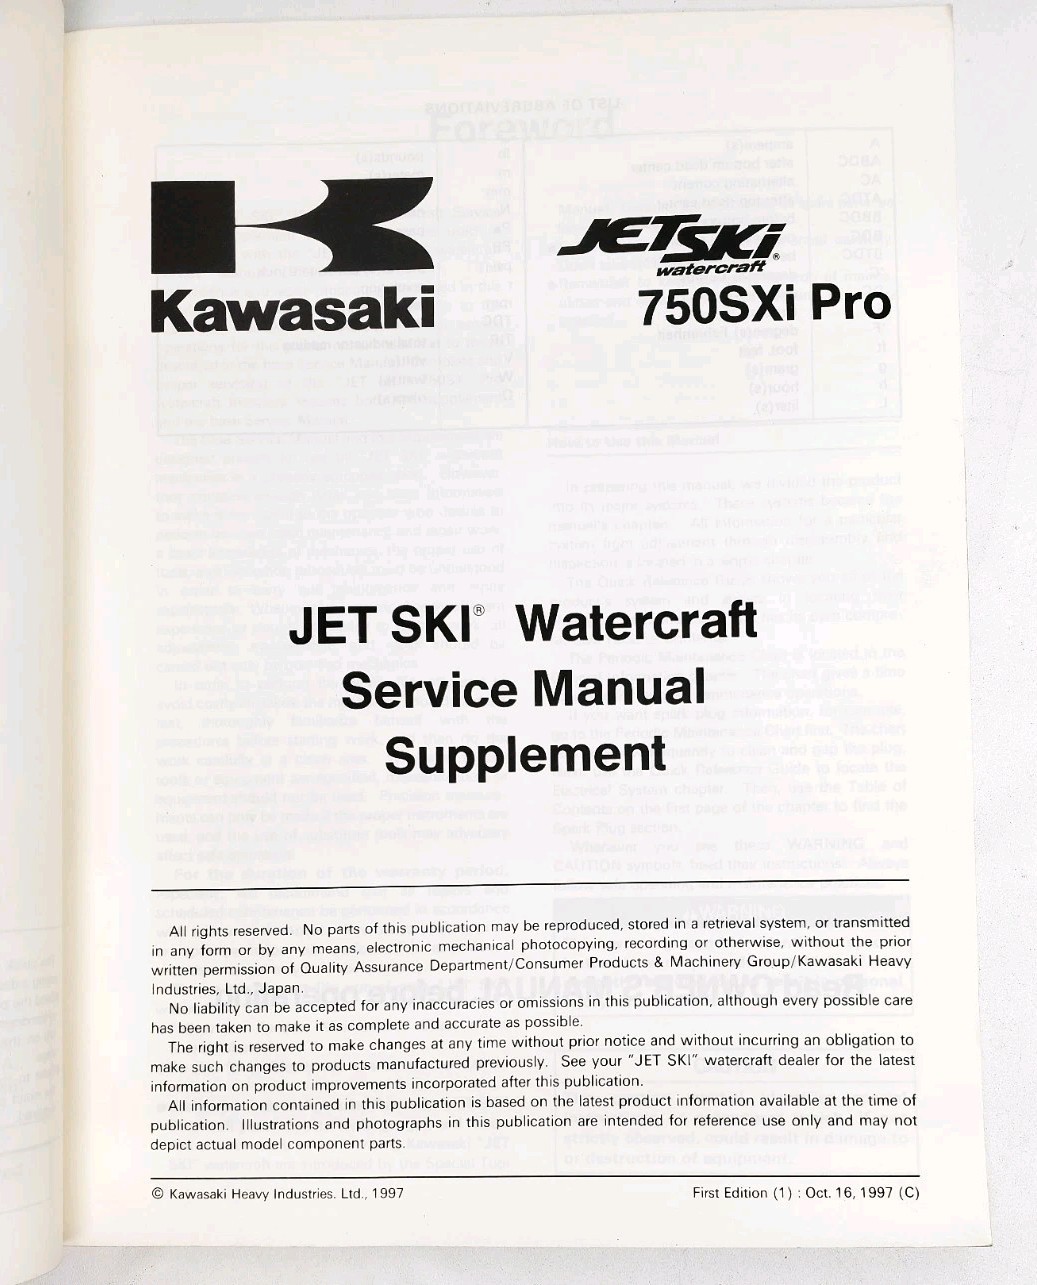 Kawasaki
JET SKi®
watercraft
750SXi Pro
JET SKI® Watercraft
Service Manual
Supplement
All rights reserved. No parts of this publication may be reproduced, stored in a retrieval system, or transmitted
in any form or by any means, electronic mechanical photocopying, recording or otherwise, without the prior
written permission of Quality Assurance Department/Consumer Products & Machinery Group/Kawasaki Heavy
Industries, Ltd., Japan.
No liability can be accepted for any inaccuracies or omissions in this publication, although every possible care
has been taken to make it as complete and accurate as possible.
The right is reserved to make changes at any time without prior notice and without incurring an obligation to
make such changes to products manufactured previously. See your "JET SKI" watercraft dealer for the latest
information on product improvements incorporated after this publication.
All information contained in this publication is based on the latest product information available at the time of
publication. Illustrations and photographs in this publication are intended for reference use only and may not
depict actual model component parts.
© Kawasaki Heavy Industries. Ltd., 1997
First Edition (1) : Oct. 16, 1997 (C)